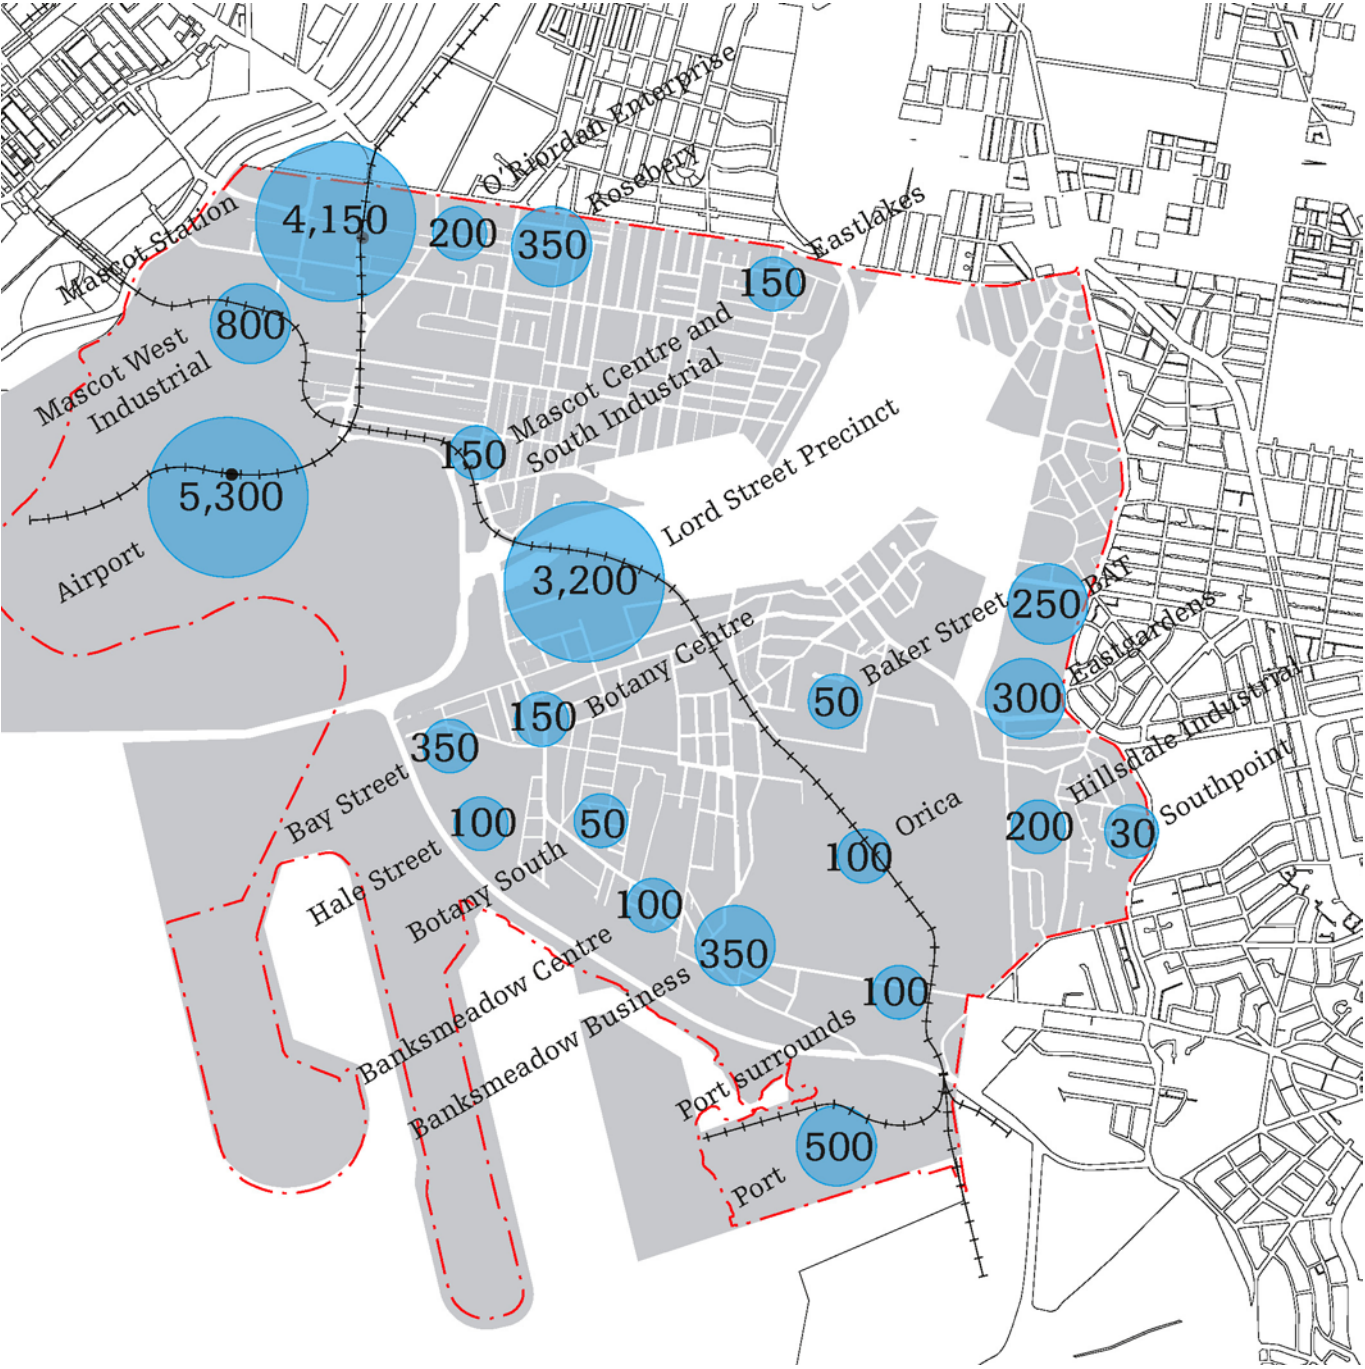 O'Riordan Enterprise
Rosebery
Mascot Station
4,150
200
350
Eastlakes
150
800
Mascot West
Industrial
Mascot Centre and
South Industrial
150
5,300
Airport
Lord Street Precinct
3,200
250
BAT
Baker Street
50
Eastgardens
300
Botany Centre
150
350
Bay Street
Hillsdale Industrial
Southpoint
200
30
Orica
100
Hale Street
100
50
Botany South
100
Banksmeadow Centre
350
Banksmeadow Business
100
Port surrounds
500
Port